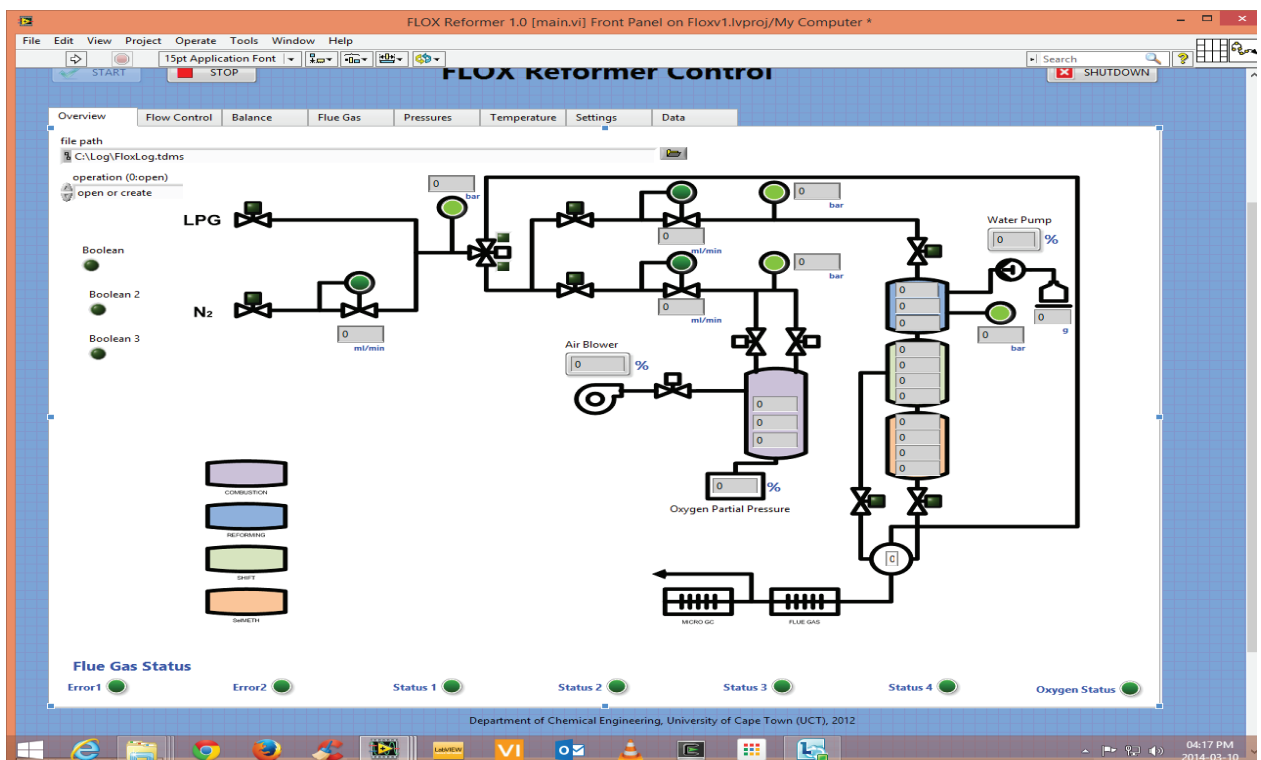 FLOX Reformer 1.0 [main.vi] Front Panel on Floxv1.lvproj/My Computer *
File Edit View Project Operate Tools Window Help
15pt Application Font
Search
START
STOP
FLOX Reformer Control
SHUTDOWN
Overview Flow Control Balance Flue Gas Pressures Temperature Settings Data
file path
C:\Log\FloxLog.tdms
operation (0:open)
open or create
0
bar
0
bar
LPG
Water Pump
0 %
0
ml/min
Boolean
0
bar
Boolean 2
N₂
0
ml/min
0
0
0
0
g
0
bar
Boolean 3
0
ml/min
Air Blower
0 %
0
0
0
0
0
0
0
0
0
0
0
0 %
Oxygen Partial Pressure
COMBUSTION
REFORMING
SHIFT
SelMETH
MICRO GC
FLUE GAS
Flue Gas Status
Error1 Error2 Status 1 Status 2 Status 3 Status 4 Oxygen Status
Department of Chemical Engineering, University of Cape Town (UCT), 2012
LabVIEW
VI
04:17 PM
2014-03-10